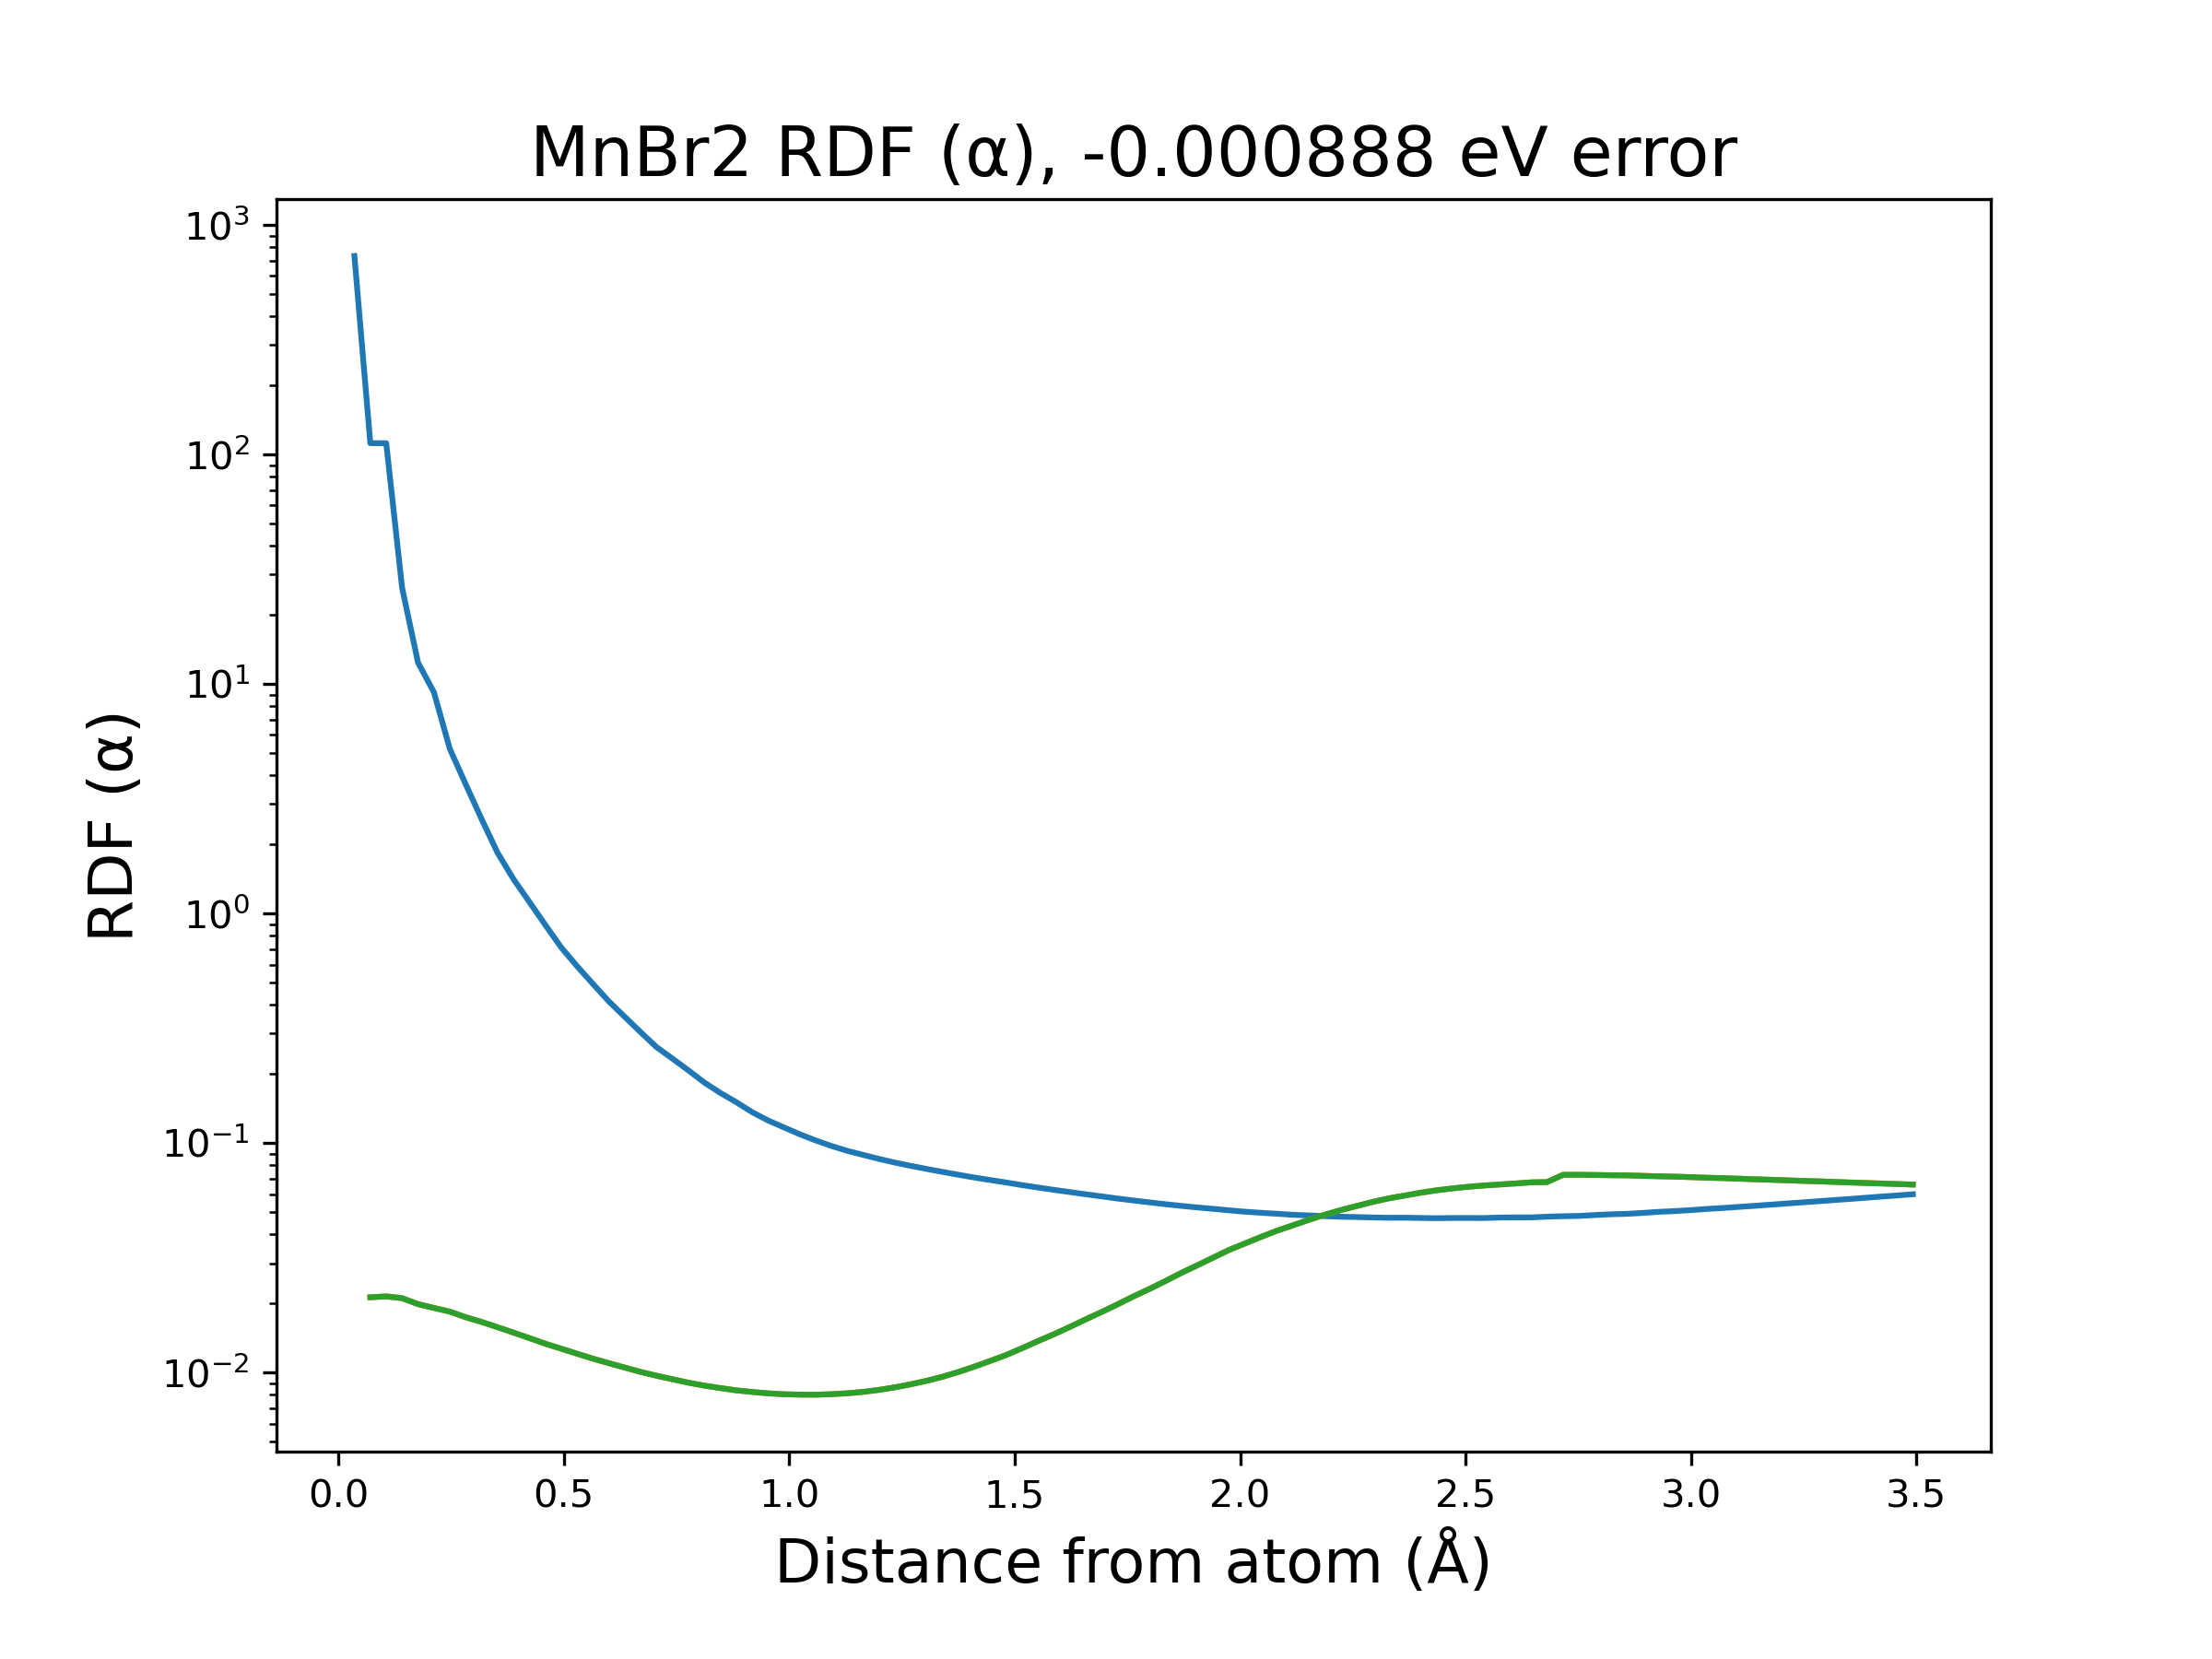 MnBr2 RDF (α), -0.000888 eV error
RDF (α)
10³
10²
10¹
10⁰
10⁻¹
10⁻²
0.0 0.5 1.0 1.5 2.0 2.5 3.0 3.5
Distance from atom (Å)